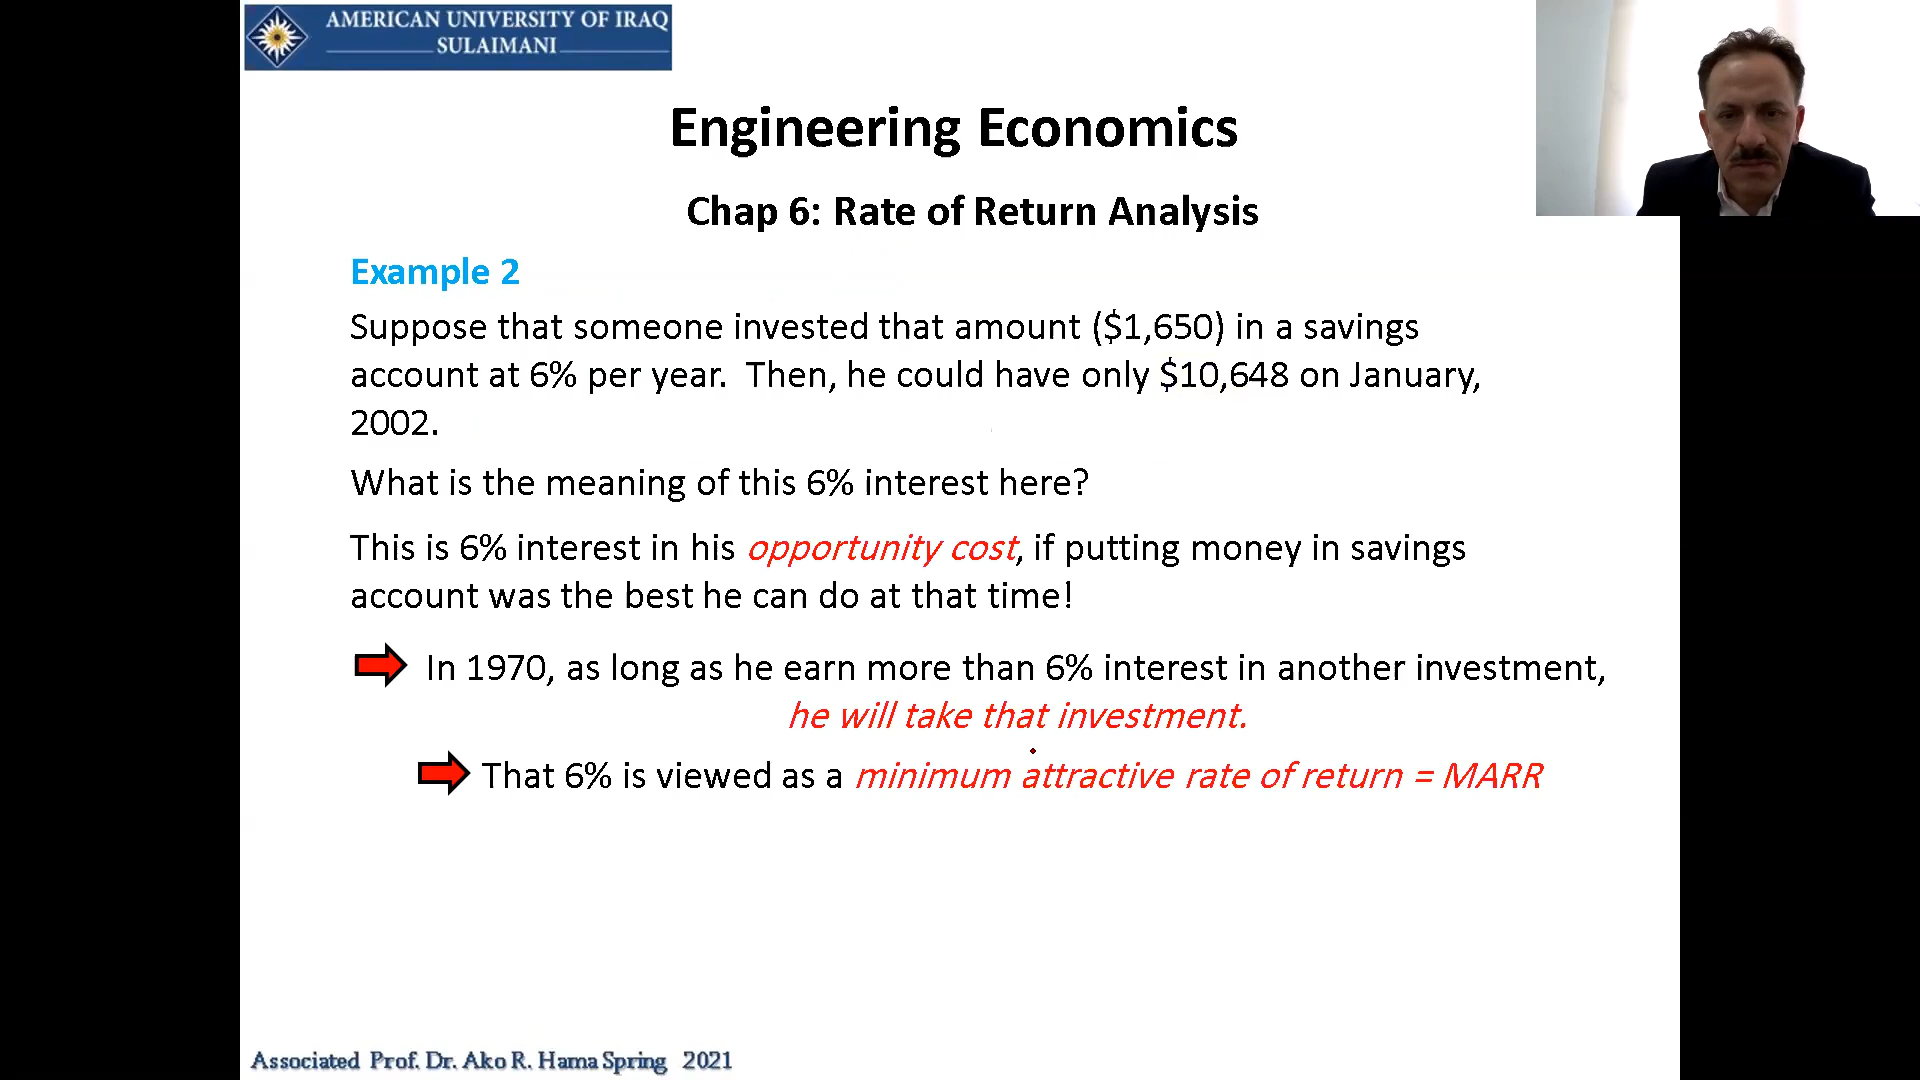 AMERICAN UNIVERSITY OF IRAQ
SULAIMANI
Engineering Economics
Chap 6: Rate of Return Analysis
Example 2
Suppose that someone invested that amount ($1,650) in a savings
account at 6% per year. Then, he could have only $10,648 on January,
2002.
What is the meaning of this 6% interest here?
This is 6% interest in his opportunity cost, if putting money in savings
account was the best he can do at that time!
In 1970, as long as he earn more than 6% interest in another investment,
he will take that investment.
That 6% is viewed as a minimum attractive rate of return = MARR
Associated Prof. Dr. Ako R. Hama Spring 2021